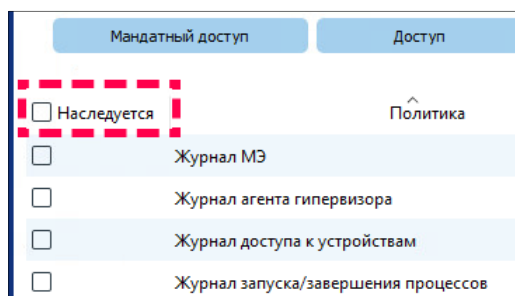 Мандатный доступ Доступ
Наследуется Политика
Журнал МЭ
Журнал агента гипервизора
Журнал доступа к устройствам
Журнал запуска/завершения процессов